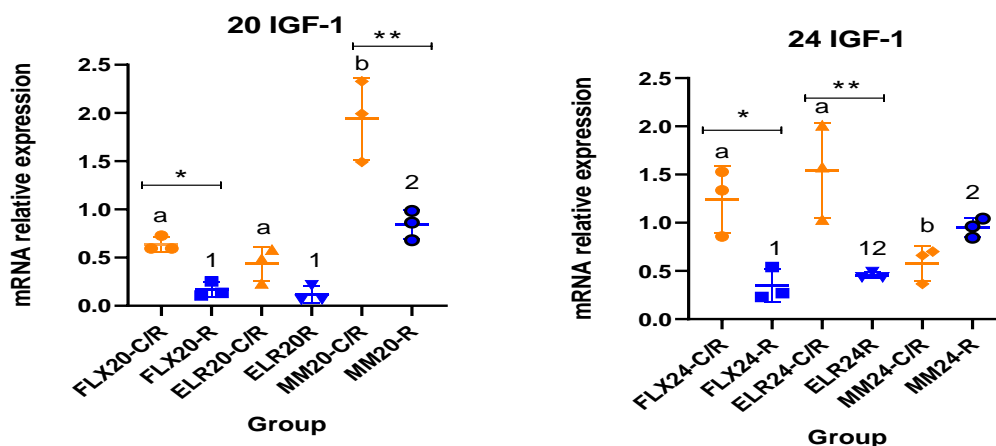 20 IGF-1
**
mRNA relative expression
2.5
2.0
1.5
1.0
0.5
0.0
a
*
1
a
1
b
2
FLX20-C/R
FLX20-R
ELR20-C/R
ELR20R
MM20-C/R
MM20-R
Group
24 IGF-1
mRNA relative expression
2.5
2.0
1.5
1.0
0.5
0.0
a
*
1
a
**
12
b
2
FLX24-C/R
FLX24-R
ELR24-C/R
ELR24R
MM24-C/R
MM24-R
Group